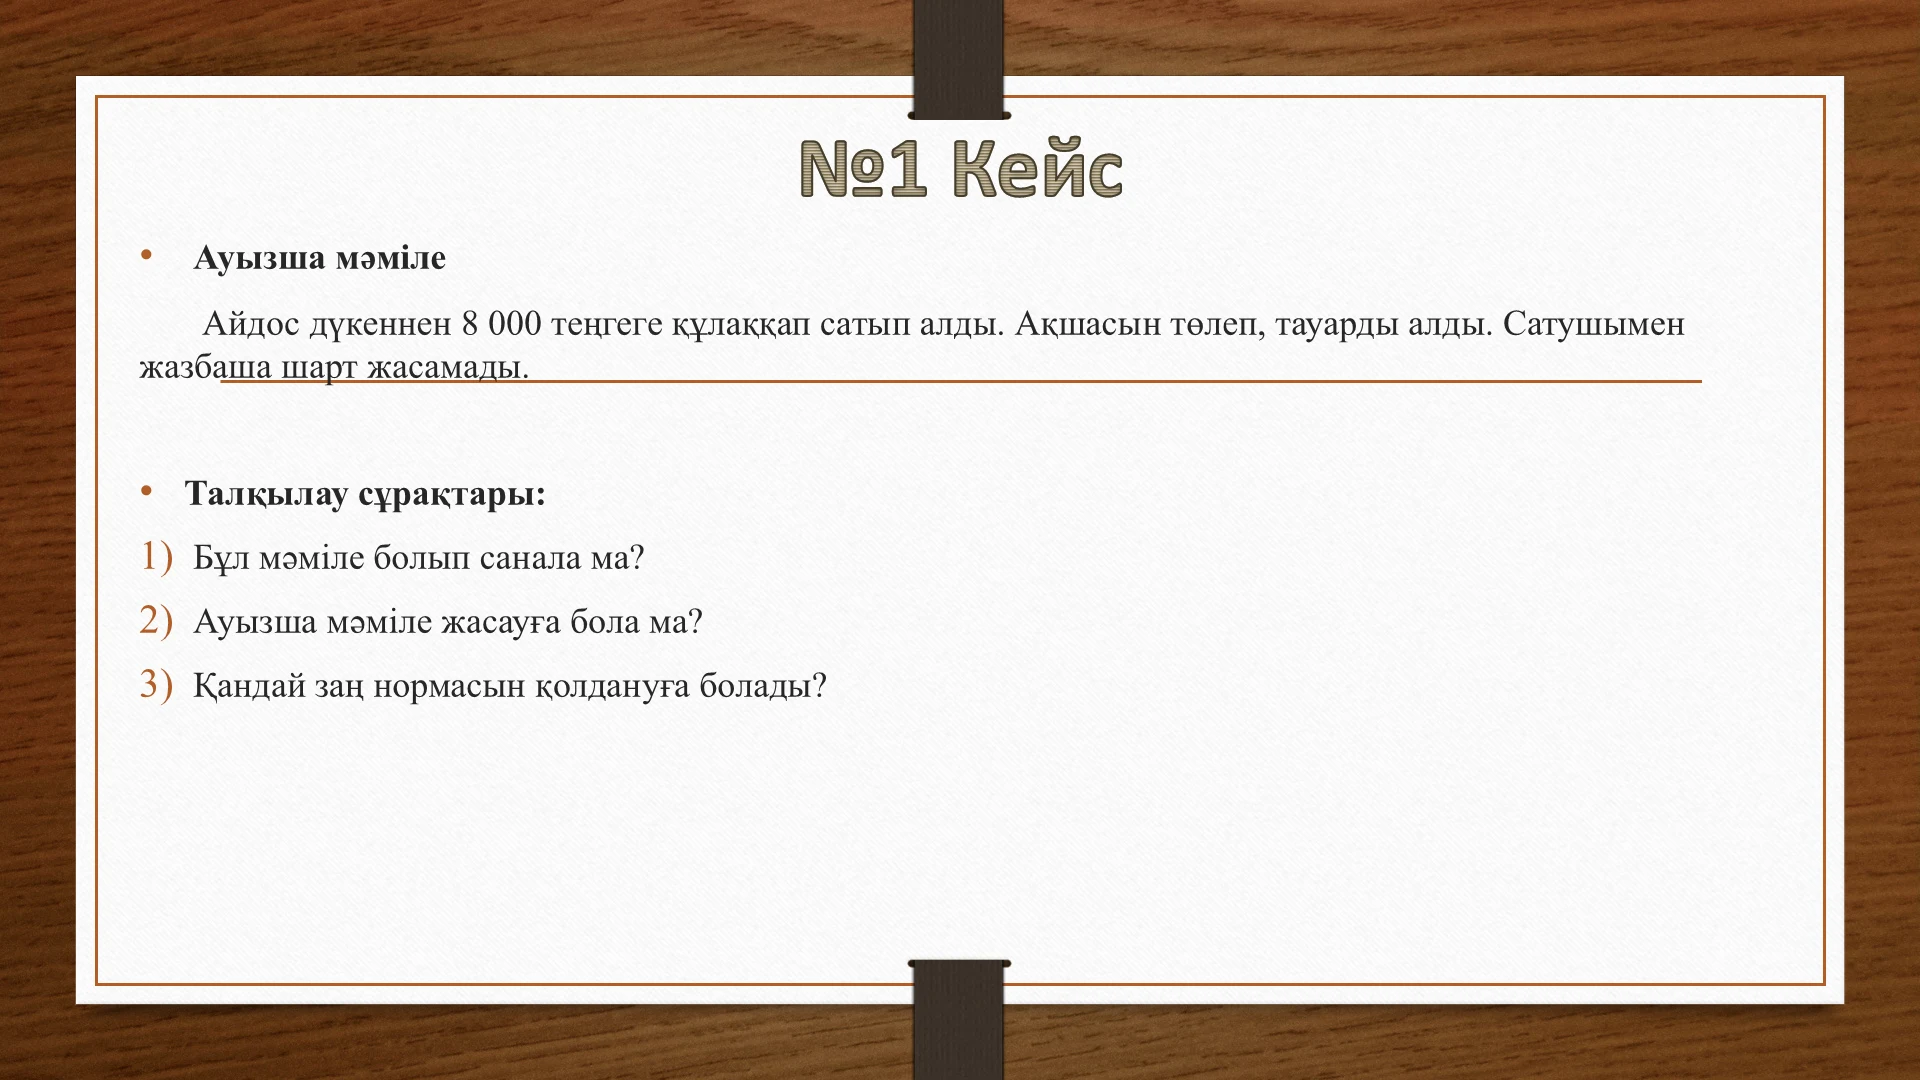 №1 Кейс
• Ауызша мәміле
Айдос дүкеннен 8 000 теңгеге құлаққап сатып алды. Ақшасын төлеп, тауарды алды. Сатушымен
жазбаша шарт жасамады.
• Талқылау сұрақтары:
1) Бұл мәміле болып санала ма?
2) Ауызша мәміле жасауға бола ма?
3) Қандай заң нормасын қолдануға болады?